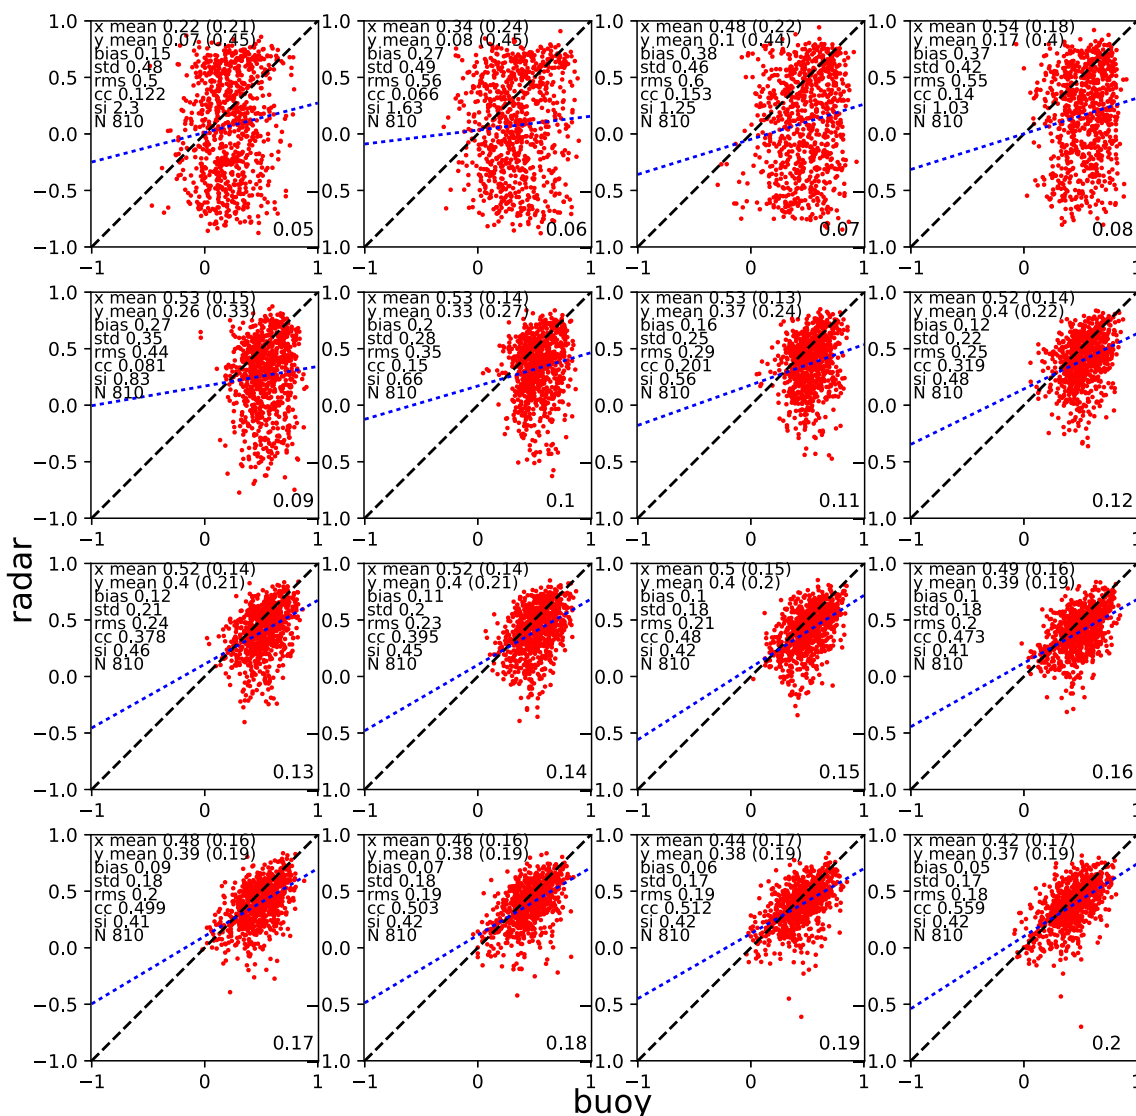 x mean 0.22 (0.21)
y mean 0.07 (0.45)
bias 0.15
std 0.48
rms 0.5
cc 0.122
si 2.3
N 810
0.05
x mean 0.34 (0.24)
y mean 0.08 (0.45)
bias 0.27
std 0.49
rms 0.56
cc 0.066
si 1.63
N 810
0.06
x mean 0.48 (0.22)
y mean 0.1 (0.44)
bias 0.38
std 0.46
rms 0.6
cc 0.153
si 1.25
N 810
0.07
x mean 0.54 (0.18)
y mean 0.17 (0.4)
bias 0.37
std 0.42
rms 0.55
cc 0.14
si 1.03
N 810
0.08
1.0
0.5
0.0
−0.5
−1.0
−1 0 1
x mean 0.53 (0.15)
y mean 0.26 (0.33)
bias 0.27
std 0.35
rms 0.44
cc 0.081
si 0.83
N 810
0.09
x mean 0.53 (0.14)
y mean 0.33 (0.27)
bias 0.2
std 0.28
rms 0.35
cc 0.15
si 0.66
N 810
0.1
x mean 0.53 (0.13)
y mean 0.37 (0.24)
bias 0.16
std 0.25
rms 0.29
cc 0.201
si 0.56
N 810
0.11
x mean 0.52 (0.14)
y mean 0.4 (0.22)
bias 0.12
std 0.22
rms 0.25
cc 0.319
si 0.48
N 810
0.12
radar
x mean 0.52 (0.14)
y mean 0.4 (0.21)
bias 0.12
std 0.21
rms 0.24
cc 0.378
si 0.46
N 810
0.13
x mean 0.52 (0.14)
y mean 0.4 (0.21)
bias 0.11
std 0.2
rms 0.23
cc 0.395
si 0.45
N 810
0.14
x mean 0.5 (0.15)
y mean 0.4 (0.2)
bias 0.1
std 0.18
rms 0.21
cc 0.48
si 0.42
N 810
0.15
x mean 0.49 (0.16)
y mean 0.39 (0.19)
bias 0.1
std 0.18
rms 0.2
cc 0.473
si 0.41
N 810
0.16
x mean 0.48 (0.16)
y mean 0.39 (0.19)
bias 0.09
std 0.18
rms 0.2
cc 0.499
si 0.41
N 810
0.17
x mean 0.46 (0.16)
y mean 0.38 (0.19)
bias 0.07
std 0.18
rms 0.19
cc 0.503
si 0.42
N 810
0.18
x mean 0.44 (0.17)
y mean 0.38 (0.19)
bias 0.06
std 0.17
rms 0.19
cc 0.512
si 0.42
N 810
0.19
x mean 0.42 (0.17)
y mean 0.37 (0.19)
bias 0.05
std 0.17
rms 0.18
cc 0.559
si 0.42
N 810
0.2
buoy